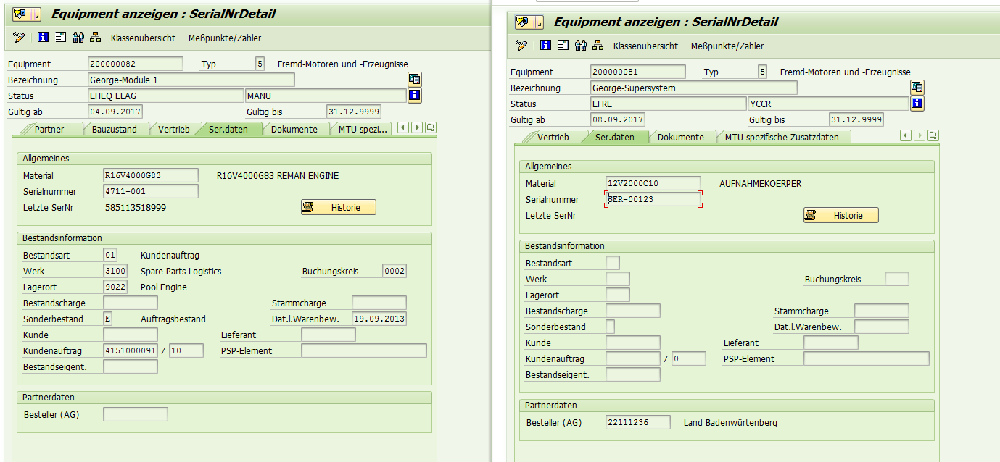 Equipment anzeigen : SerialNrDetail
Klassenübersicht Meßpunkte/Zähler
Equipment 200000082 Typ 5 Fremd-Motoren und -Erzeugnisse
Bezeichnung George-Module 1
Status EHEQ ELAG MANU
Gültig ab 04.09.2017 Gültig bis 31.12.9999
Partner Bauzustand Vertrieb Ser.daten Dokumente MTU-spezi...
Allgemeines
Material R16V4000G83 R16V4000G83 REMAN ENGINE
Serialnummer 4711-001
Letzte SerNr 585113518999 Historie
Bestandsinformation
Bestandsart 01 Kundenauftrag
Werk 3100 Spare Parts Logistics Buchungskreis 0002
Lagerort 9022 Pool Engine
Bestandscharge Stammcharge
Sonderbestand E Auftragsbestand Dat.l.Warenbew. 19.09.2013
Kunde Lieferant
Kundenauftrag 4151000091 / 10 PSP-Element
Bestandseigent.
Partnerdaten
Besteller (AG)
Equipment anzeigen : SerialNrDetail
Klassenübersicht Meßpunkte/Zähler
Equipment 200000081 Typ 5 Fremd-Motoren und -Erzeugnisse
Bezeichnung George-Supersystem
Status EFRE YCCR
Gültig ab 08.09.2017 Gültig bis 31.12.9999
Vertrieb Ser.daten Dokumente MTU-spezifische Zusatzdaten
Allgemeines
Material 12V2000C10 AUFNAHMEKOERPER
Serialnummer SER-00123
Letzte SerNr Historie
Bestandsinformation
Bestandsart
Werk Buchungskreis
Lagerort
Bestandscharge Stammcharge
Sonderbestand Dat.l.Warenbew.
Kunde Lieferant
Kundenauftrag / 0 PSP-Element
Bestandseigent.
Partnerdaten
Besteller (AG) 22111236 Land Badenwürtenberg